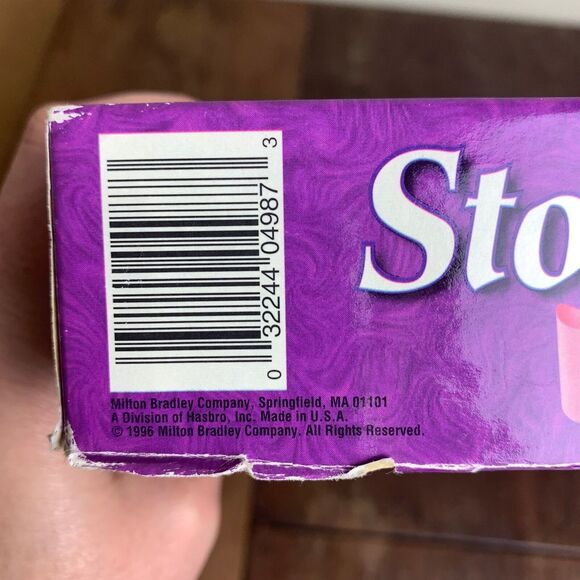 Sto
0 32244 04987 3
Milton Bradley Company, Springfield, MA 01101
A Division of Hasbro, Inc. Made in U.S.A.
© 1996 Milton Bradley Company. All Rights Reserved.